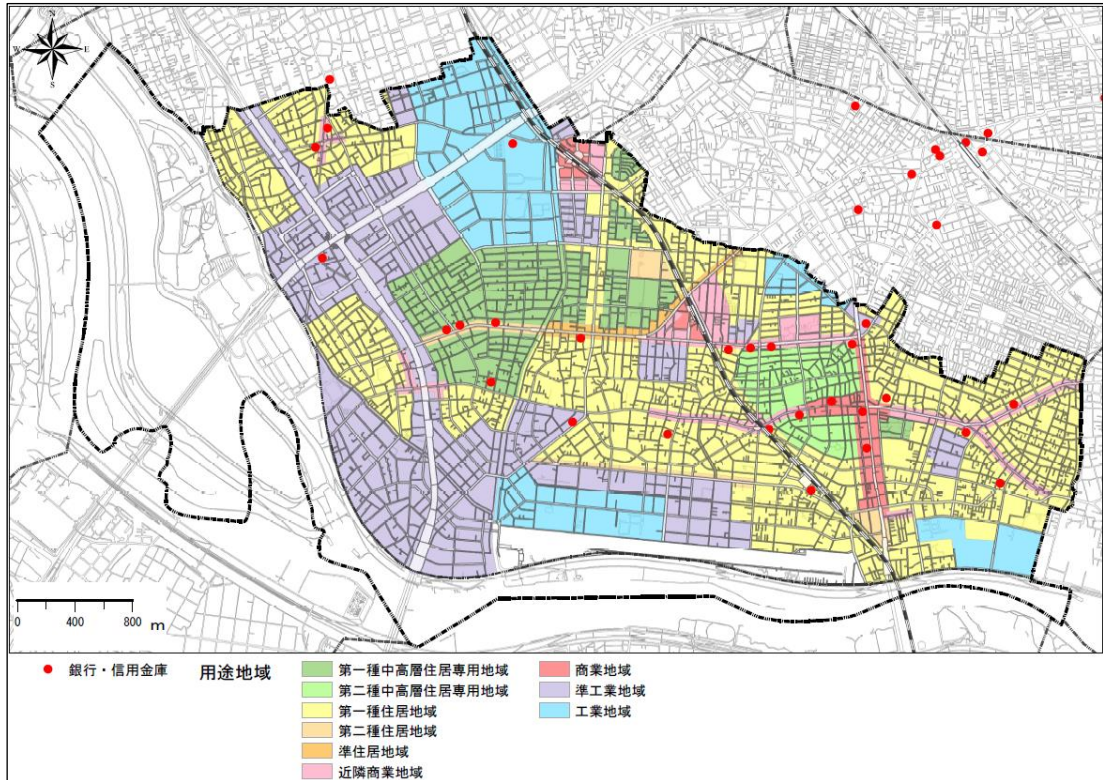 N
W E
S
0 400 800 m
銀行・信用金庫
用途地域
第一種中高層住居専用地域
第二種中高層住居専用地域
第一種住居地域
第二種住居地域
準住居地域
近隣商業地域
商業地域
準工業地域
工業地域